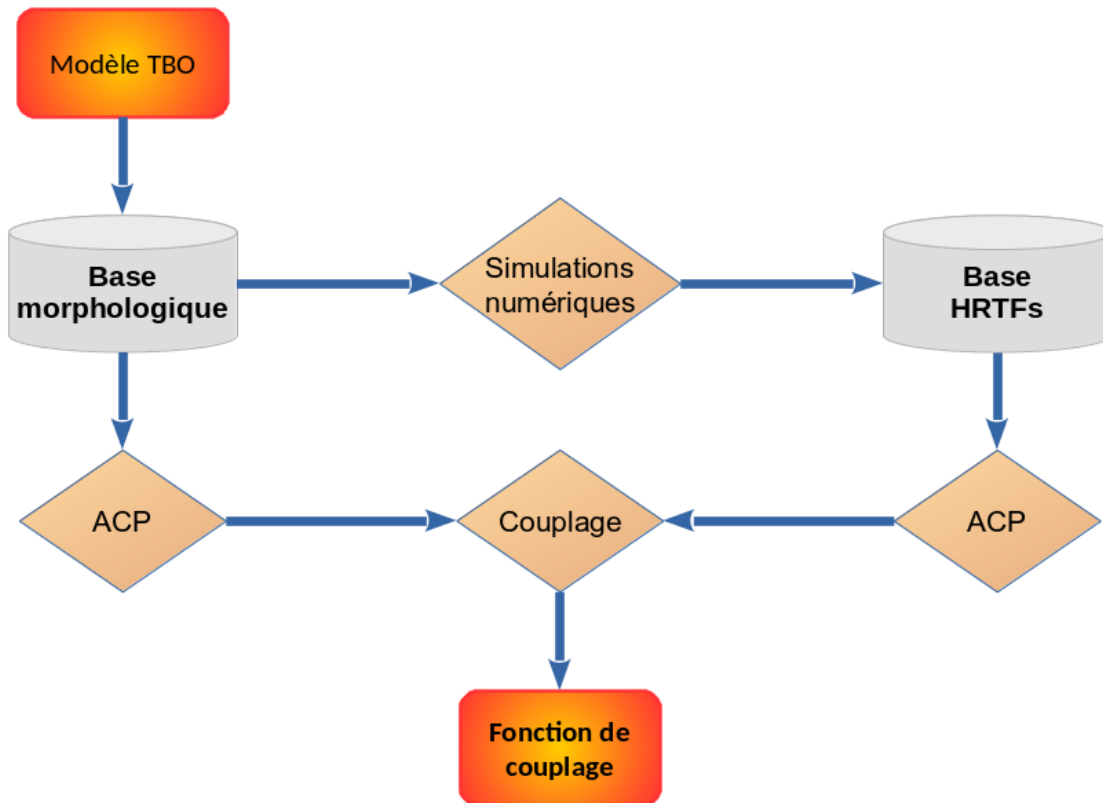 Modèle TBO
Base
morphologique
Simulations
numériques
Base
HRTFs
ACP
Couplage
ACP
Fonction de
couplage